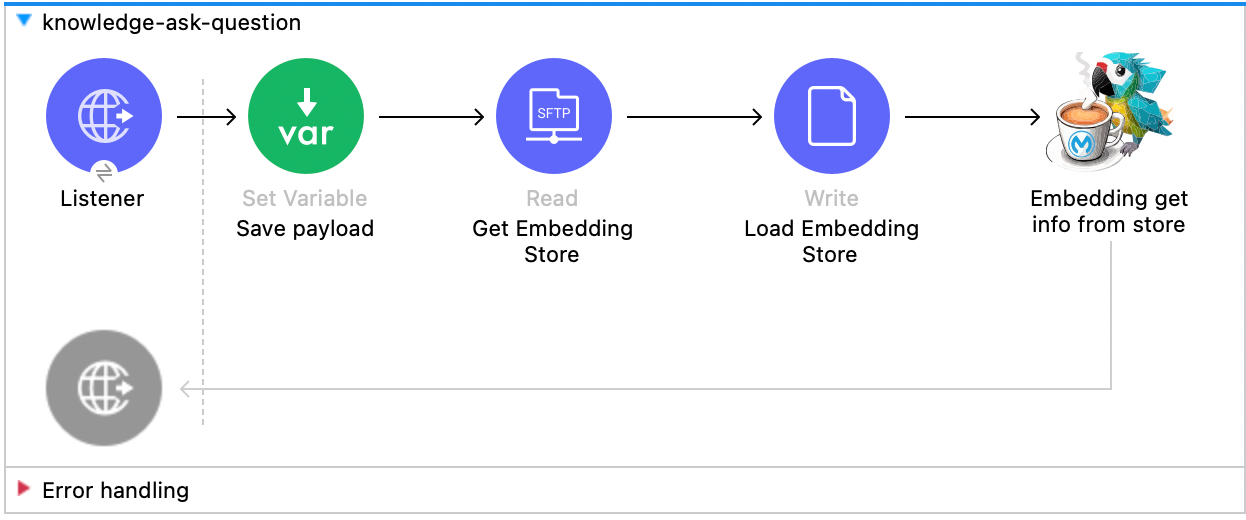 knowledge-ask-question
SFTP
var
Listener
Set Variable
Read
Write
Embedding get
info from store
Save payload
Get Embedding
Store
Load Embedding
Store
Error handling